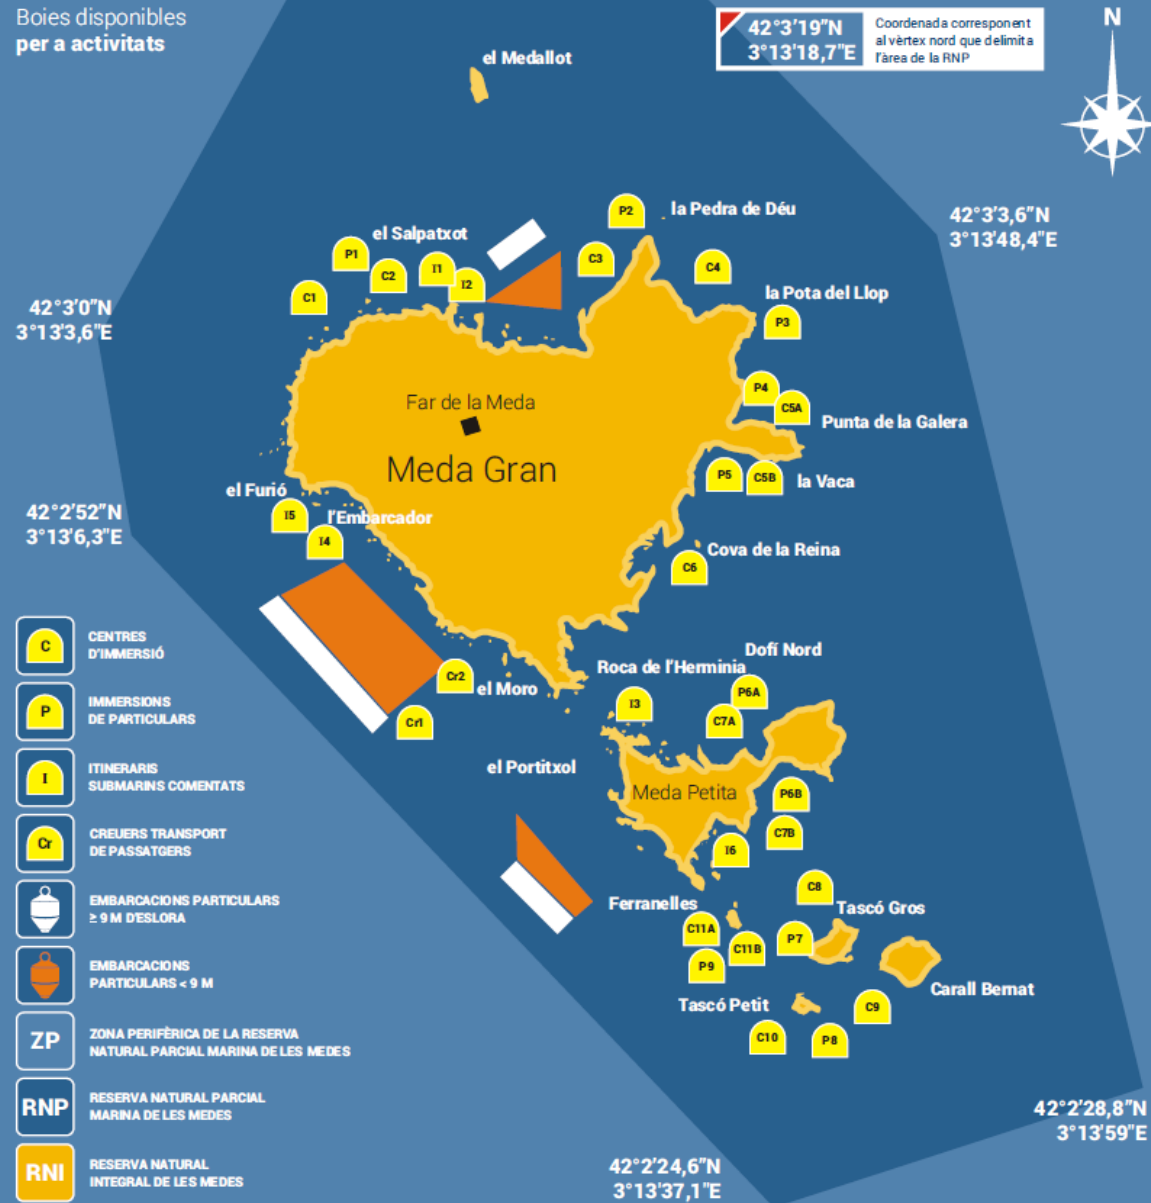 Boies disponibles
per a activitats
42°3'19"N
3°13'18,7"E
Coordenada corresponent
al vèrtex nord que delimita
l'àrea de la RNP
N
el Medallot
P2
la Pedra de Déu
42°3'3,6"N
3°13'48,4"E
el Salpatxot
P1
C2
I1
I2
C3
C4
C1
la Pota del Llop
P3
42°3'0"N
3°13'3,6"E
P4
C5A
Far de la Meda
Punta de la Galera
Meda Gran
P5
C5B
la Vaca
el Furió
I5
l'Embarcador
I4
42°2'52"N
3°13'6,3"E
Cova de la Reina
C6
Dofí Nord
Roca de l'Herminia
Cr2
el Moro
P6A
I3
C7A
Cr1
el Portitxol
Meda Petita
P6B
C7B
I6
C8
Ferranelles
Tascó Gros
C11A
C11B
P7
P9
Carall Bernat
Tascó Petit
C9
C10
P8
C
CENTRES
D'IMMERSIÓ
P
IMMERSIONS
DE PARTICULARS
I
ITINERARIS
SUBMARINS COMENTATS
Cr
CREUERS TRANSPORT
DE PASSATGERS
EMBARCACIONS PARTICULARS
≥ 9 M D'ESLORA
EMBARCACIONS
PARTICULARS < 9 M
ZP
ZONA PERIFÈRICA DE LA RESERVA
NATURAL PARCIAL MARINA DE LES MEDES
RNP
RESERVA NATURAL PARCIAL
MARINA DE LES MEDES
RNI
RESERVA NATURAL
INTEGRAL DE LES MEDES
42°2'28,8"N
3°13'59"E
42°2'24,6"N
3°13'37,1"E